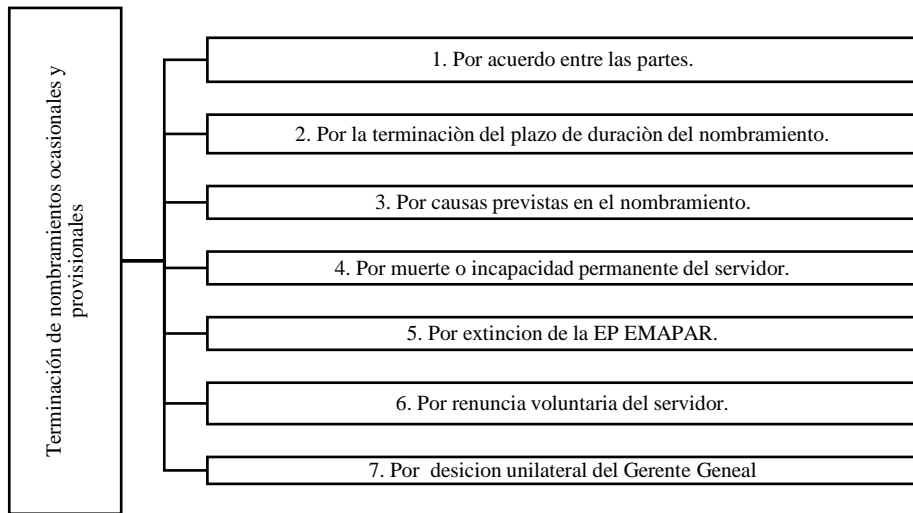 Terminación de nombramientos ocasionales y
provisionales
1. Por acuerdo entre las partes.
2. Por la terminaciòn del plazo de duraciòn del nombramiento.
3. Por causas previstas en el nombramiento.
4. Por muerte o incapacidad permanente del servidor.
5. Por extincion de la EP EMAPAR.
6. Por renuncia voluntaria del servidor.
7. Por desicion unilateral del Gerente Geneal